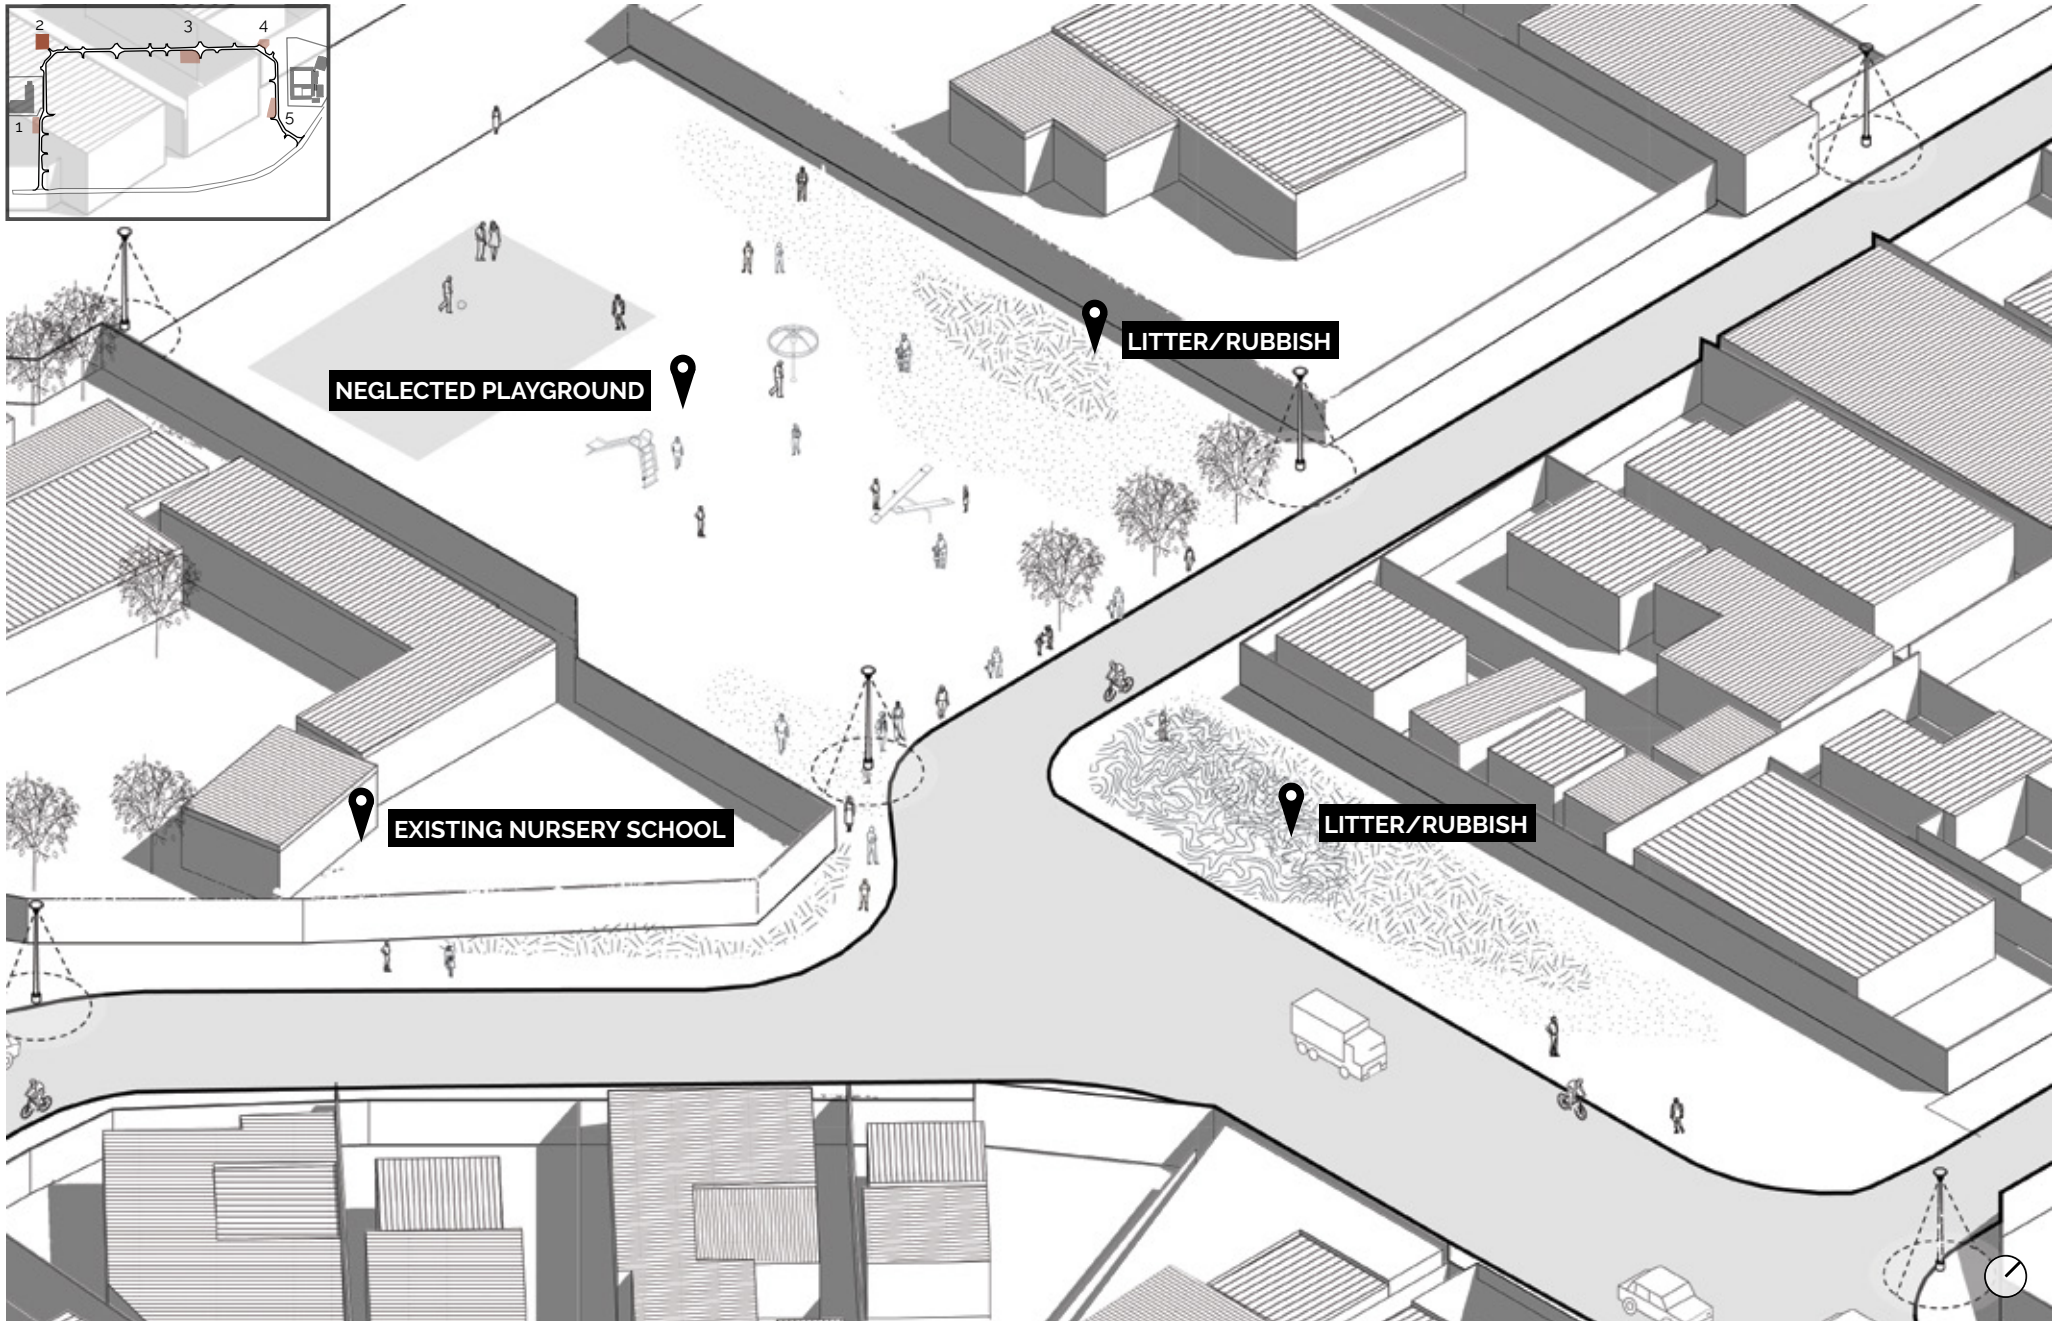 2
3
4
1
5
LITTER/RUBBISH
NEGLECTED PLAYGROUND
EXISTING NURSERY SCHOOL
LITTER/RUBBISH